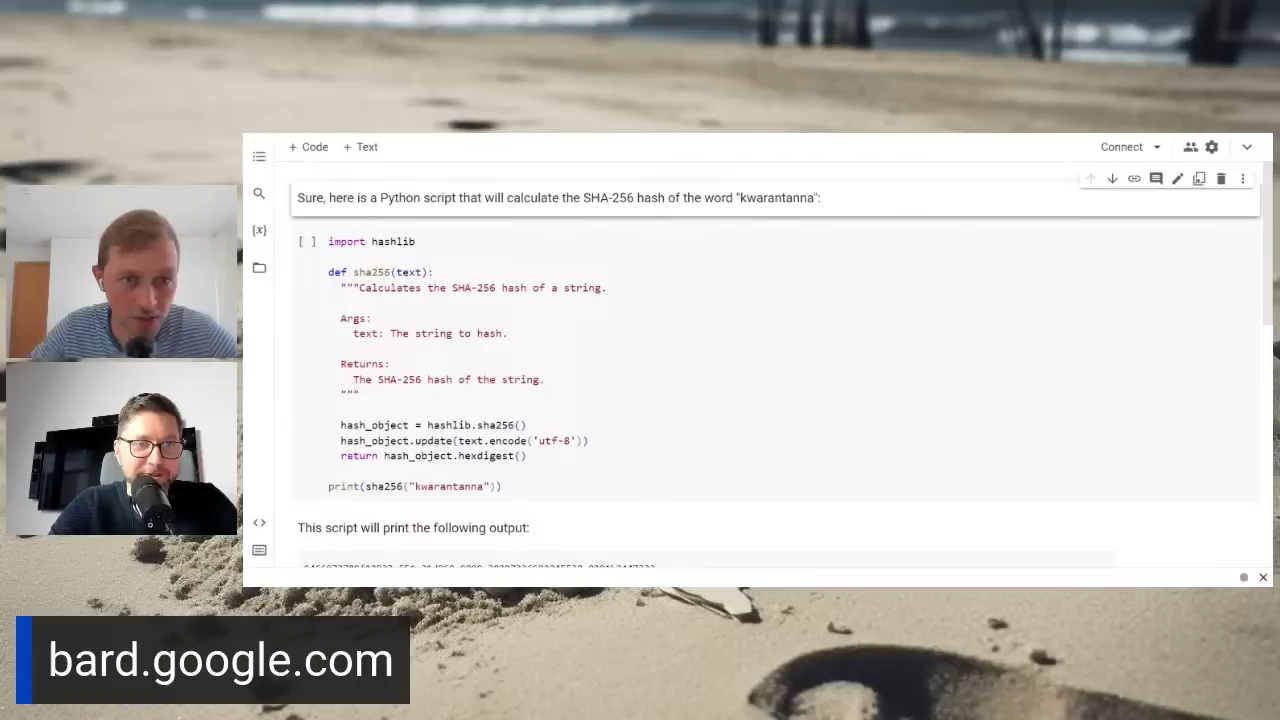 + Code + Text
Connect
Sure, here is a Python script that will calculate the SHA-256 hash of the word "kwarantanna":
[ ] import hashlib
def sha256(text):
"""Calculates the SHA-256 hash of a string.
Args:
text: The string to hash.
Returns:
The SHA-256 hash of the string.
"""
hash_object = hashlib.sha256()
hash_object.update(text.encode('utf-8'))
return hash_object.hexdigest()
print(sha256("kwarantanna"))
This script will print the following output:
bard.google.com